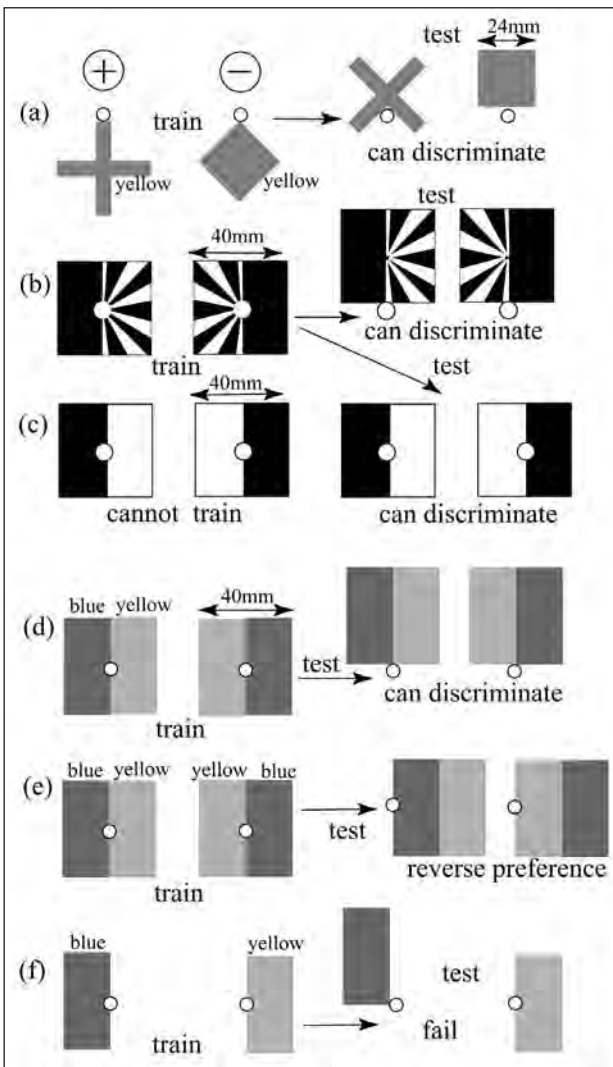 test 24mm
+ −
(a) train
yellow yellow can discriminate
test
40mm
(b)
can discriminate
train test
40mm
(c)
cannot train can discriminate
blue yellow 40mm
(d)
test
can discriminate
train
blue yellow yellow blue
(e)
test
reverse preference
train
blue yellow
(f) test
train fail